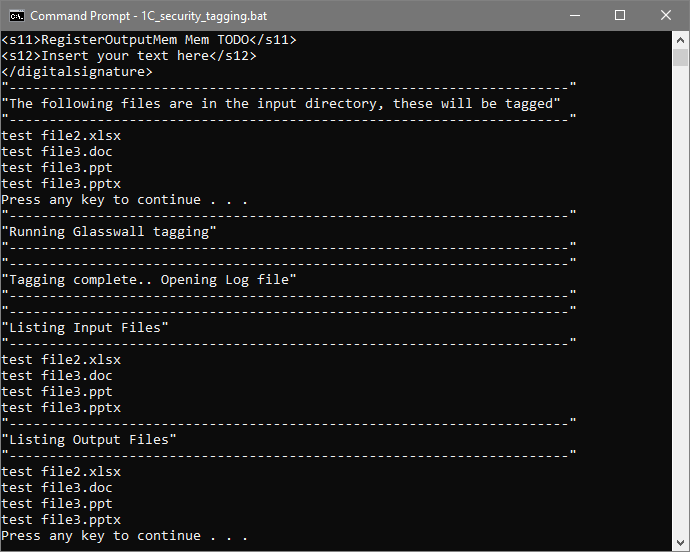 Command Prompt - 1C_security_tagging.bat
<s11>RegisterOutputMem Mem TODO</s11>
<s12>Insert your text here</s12>
</digitalsignature>
"----------------------------------------------------------------------"
"The following files are in the input directory, these will be tagged"
"----------------------------------------------------------------------"
test file2.xlsx
test file3.doc
test file3.ppt
test file3.pptx
Press any key to continue . . .
"----------------------------------------------------------------------"
"Running Glasswall tagging"
"----------------------------------------------------------------------"
"----------------------------------------------------------------------"
"Tagging complete.. Opening Log file"
"----------------------------------------------------------------------"
"----------------------------------------------------------------------"
"Listing Input Files"
"----------------------------------------------------------------------"
test file2.xlsx
test file3.doc
test file3.ppt
test file3.pptx
"----------------------------------------------------------------------"
"Listing Output Files"
"----------------------------------------------------------------------"
test file2.xlsx
test file3.doc
test file3.ppt
test file3.pptx
Press any key to continue . . .